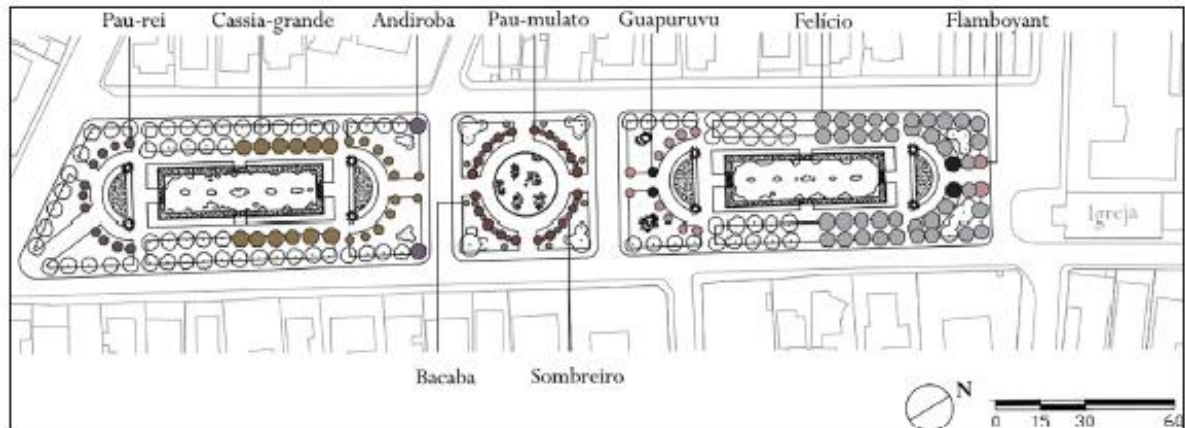 Pau-rei Cassia-grande Andiroba Pau-mulato Guapuruvu Felício Flamboyant
Igreja
Bacaba Sombreiro
N
0 15 30 60